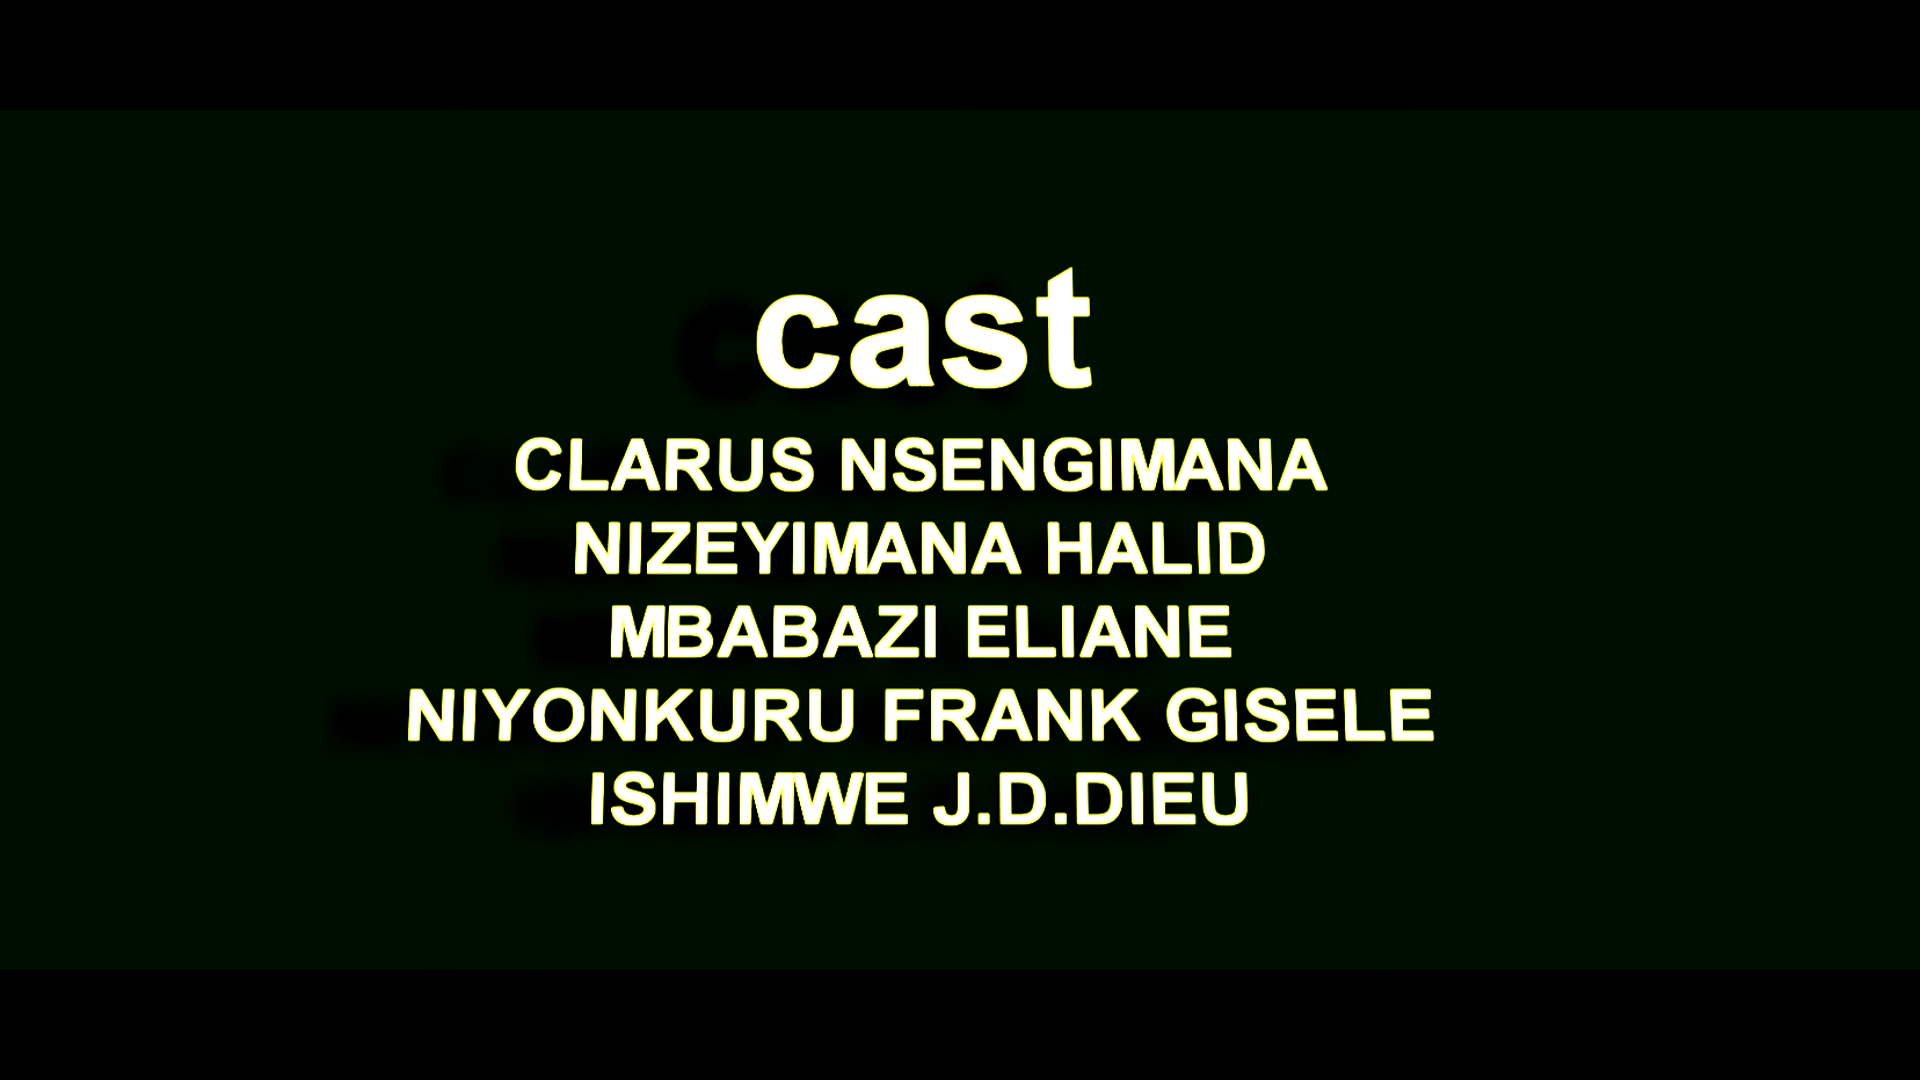 cast
CLARUS NSENGIMANA
NIZEYIMANA HALID
MBABAZI ELIANE
NIYONKURU FRANK GISELE
ISHIMWE J.D.DIEU